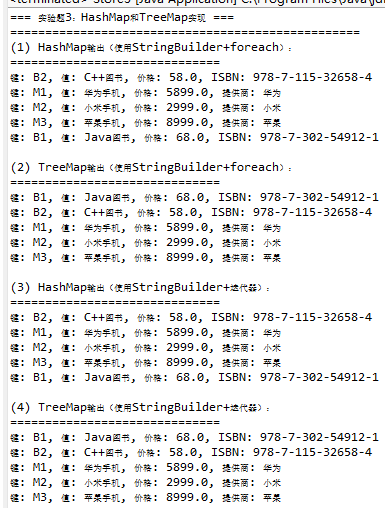 <terminated> Store3 [Java Application] C:\Program Files\Java\jd
=== 实验题3：HashMap和TreeMap实现 ===
==================================================
(1) HashMap输出（使用StringBuilder+foreach）：
==============================
键: B2, 值: C++图书, 价格: 58.0, ISBN: 978-7-115-32658-4
键: M1, 值: 华为手机, 价格: 5899.0, 提供商: 华为
键: M2, 值: 小米手机, 价格: 2999.0, 提供商: 小米
键: M3, 值: 苹果手机, 价格: 8999.0, 提供商: 苹果
键: B1, 值: Java图书, 价格: 68.0, ISBN: 978-7-302-54912-1
(2) TreeMap输出（使用StringBuilder+foreach）：
==============================
键: B1, 值: Java图书, 价格: 68.0, ISBN: 978-7-302-54912-1
键: B2, 值: C++图书, 价格: 58.0, ISBN: 978-7-115-32658-4
键: M1, 值: 华为手机, 价格: 5899.0, 提供商: 华为
键: M2, 值: 小米手机, 价格: 2999.0, 提供商: 小米
键: M3, 值: 苹果手机, 价格: 8999.0, 提供商: 苹果
(3) HashMap输出（使用StringBuilder+迭代器）：
==============================
键: B2, 值: C++图书, 价格: 58.0, ISBN: 978-7-115-32658-4
键: M1, 值: 华为手机, 价格: 5899.0, 提供商: 华为
键: M2, 值: 小米手机, 价格: 2999.0, 提供商: 小米
键: M3, 值: 苹果手机, 价格: 8999.0, 提供商: 苹果
键: B1, 值: Java图书, 价格: 68.0, ISBN: 978-7-302-54912-1
(4) TreeMap输出（使用StringBuilder+迭代器）：
==============================
键: B1, 值: Java图书, 价格: 68.0, ISBN: 978-7-302-54912-1
键: B2, 值: C++图书, 价格: 58.0, ISBN: 978-7-115-32658-4
键: M1, 值: 华为手机, 价格: 5899.0, 提供商: 华为
键: M2, 值: 小米手机, 价格: 2999.0, 提供商: 小米
键: M3, 值: 苹果手机, 价格: 8999.0, 提供商: 苹果